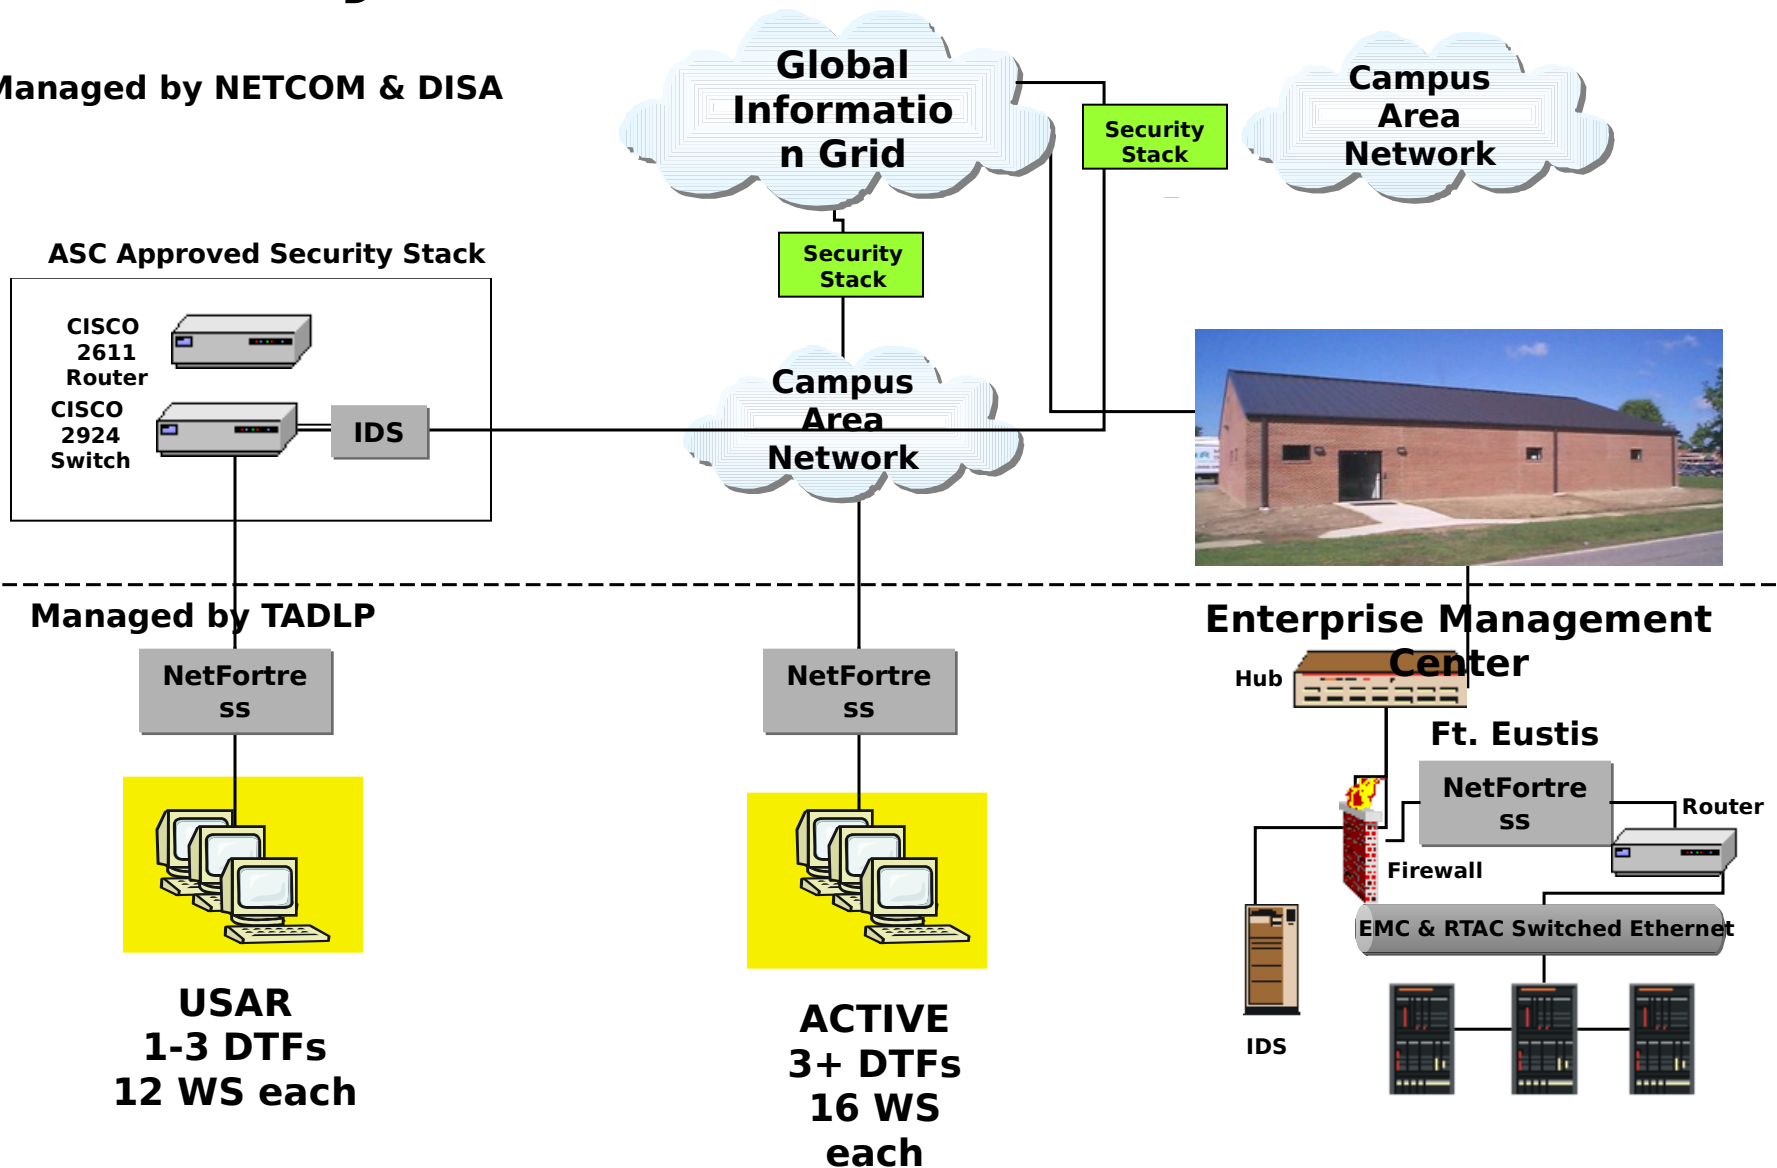 Managed by NETCOM & DISA
Global
Informatio
n Grid
Campus
Area
Network
Security
Stack
Security
Stack
ASC Approved Security Stack
CISCO
2611
Router
CISCO
2924
Switch
IDS
Campus
Area
Network
Managed by TADLP
Enterprise Management
Center
NetFortre
ss
NetFortre
ss
Hub
Ft. Eustis
NetFortre
ss
Router
Firewall
EMC & RTAC Switched Ethernet
IDS
USAR
1-3 DTFs
12 WS each
ACTIVE
3+ DTFs
16 WS
each